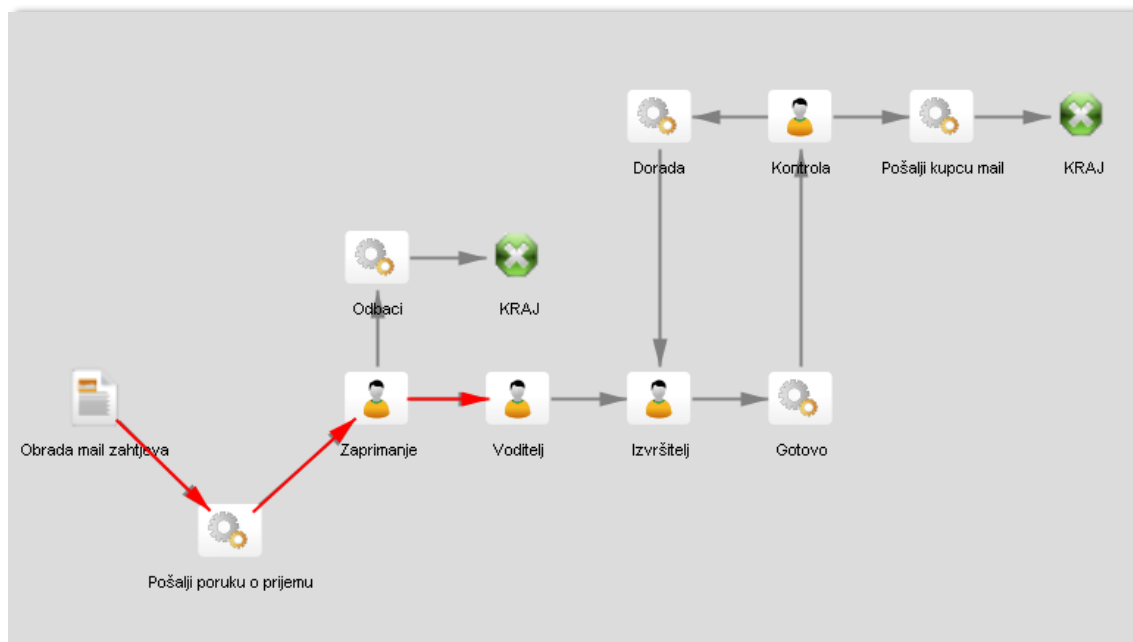 Dorada
Kontrola
Pošalji kupcu mail
KRAJ
Odbaci
KRAJ
Obrada mail zahtjeva
Zaprimanje
Voditelj
Izvršitelj
Gotovo
Pošalji poruku o prijemu